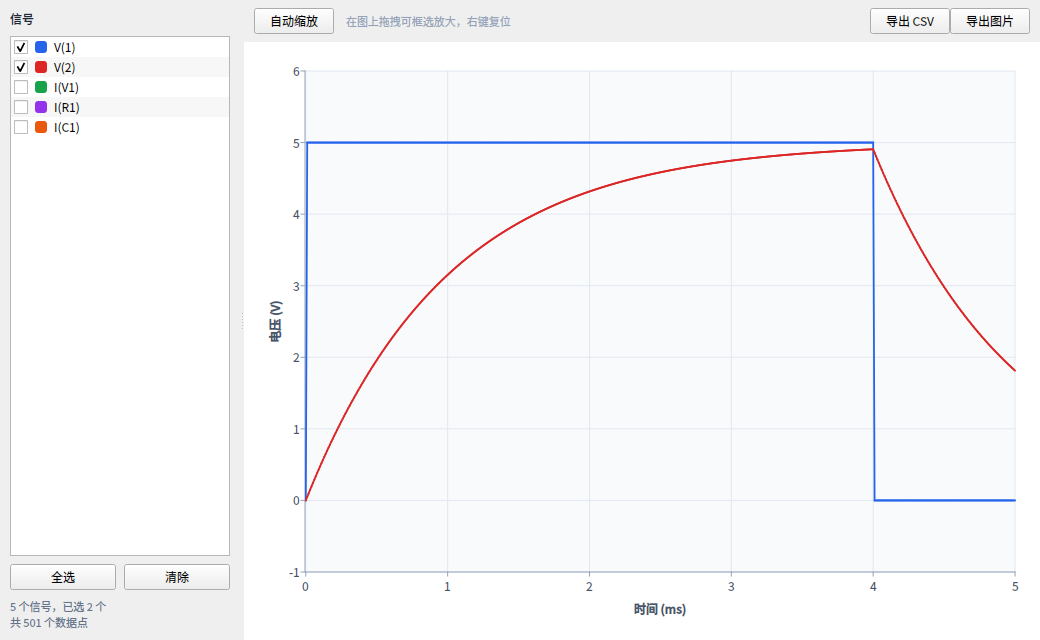 信号
自动缩放 在图上拖拽可框选放大，右键复位 导出 CSV 导出图片
V(1)
V(2)
I(V1)
I(R1)
I(C1)
6
5
4
3
2
1
0
-1
电压 (V)
0 1 2 3 4 5
时间 (ms)
全选 清除
5 个信号，已选 2 个
共 501 个数据点